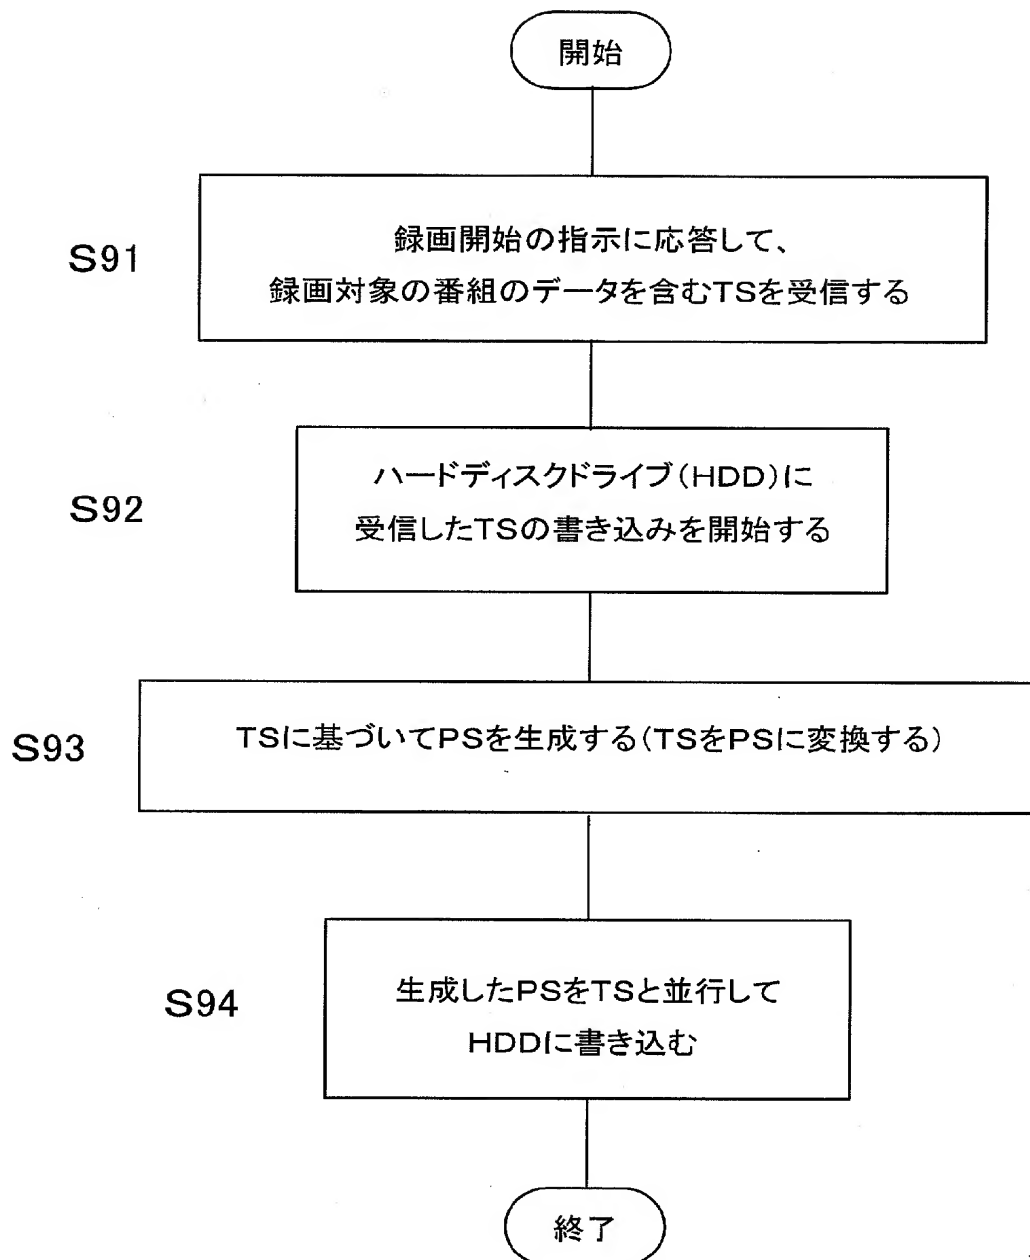 開始
S91
録画開始の指示に応答して、
録画対象の番組のデータを含むTSを受信する
S92
ハードディスクドライブ(HDD)に
受信したTSの書き込みを開始する
S93
TSに基づいてPSを生成する(TSをPSに変換する)
S94
生成したPSをTSと並行して
HDDに書き込む
終了